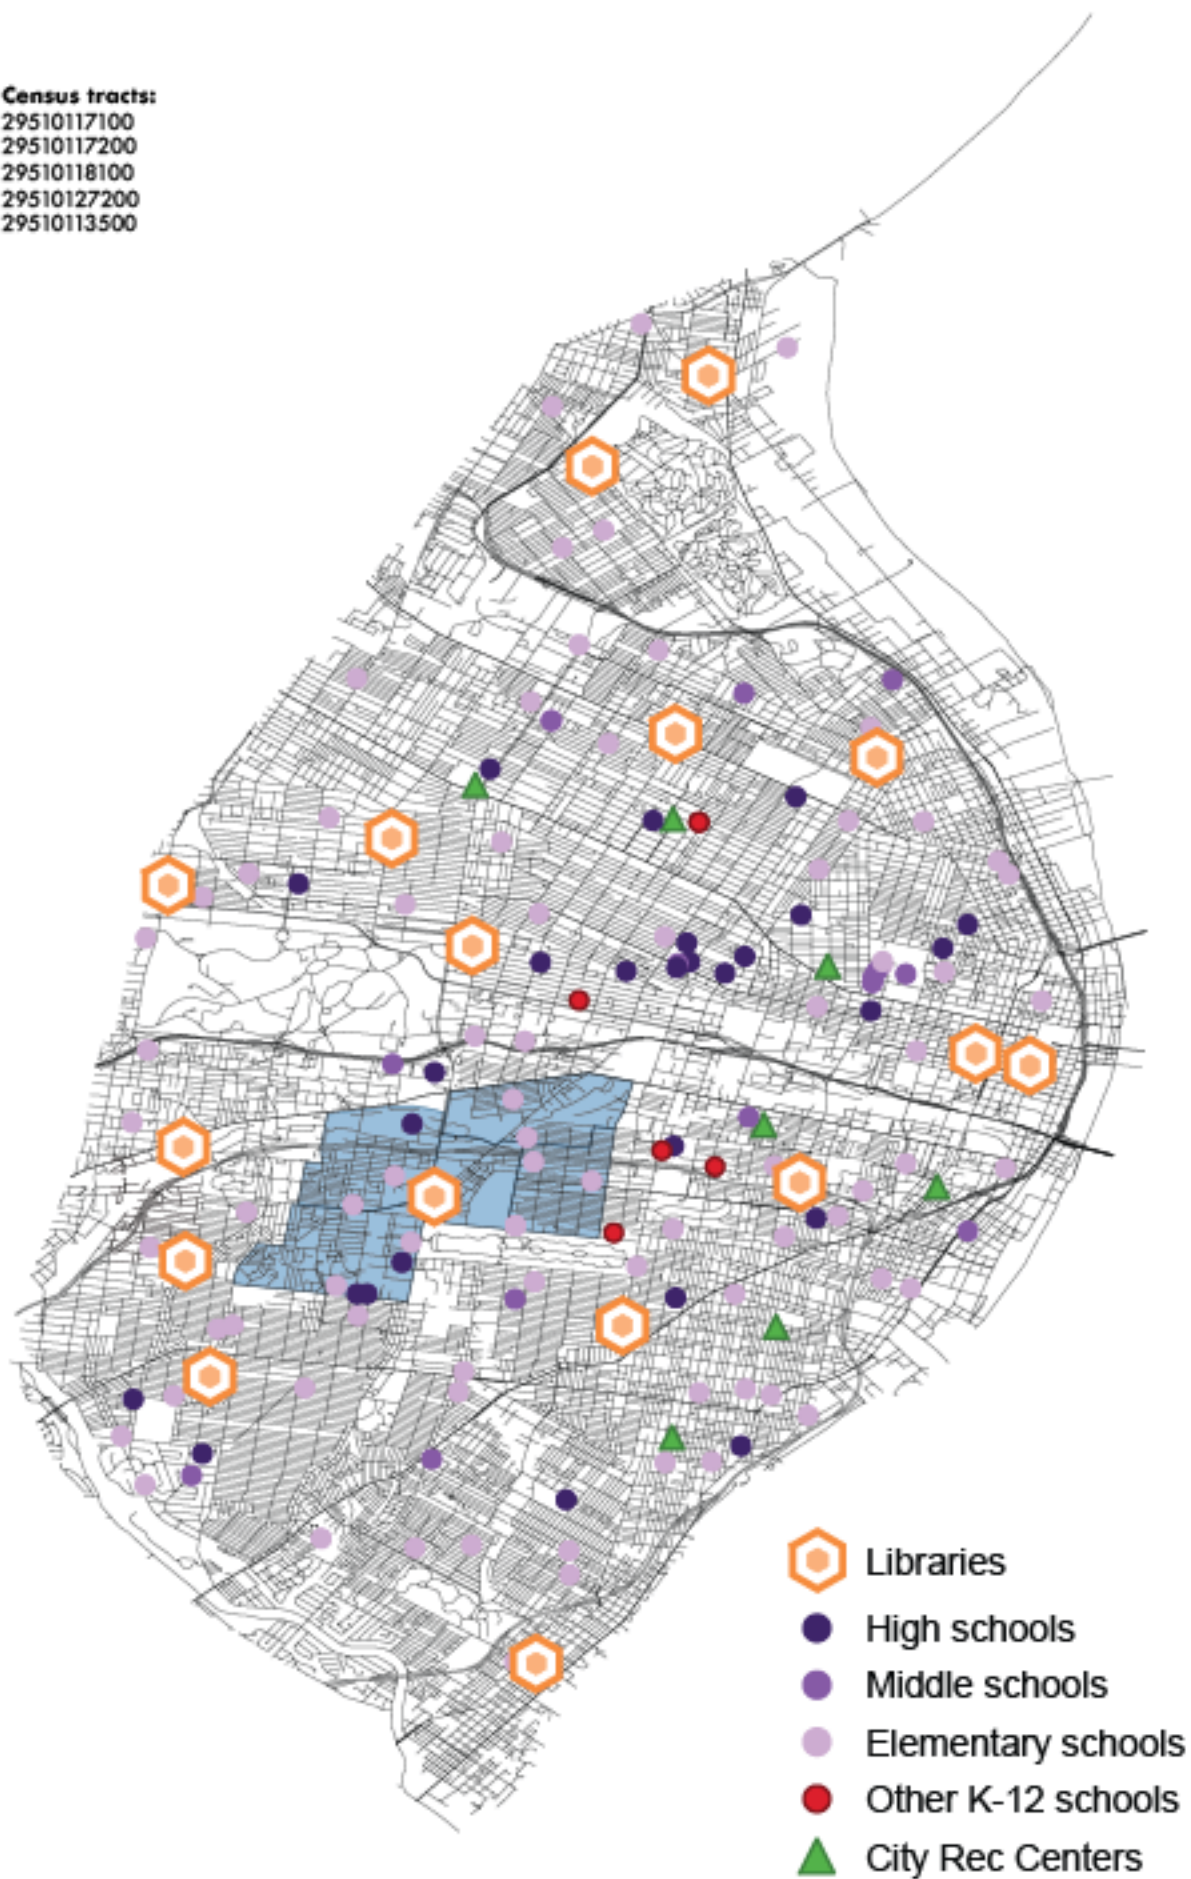 Census tracts:
29510117100
29510117200
29510118100
29510127200
29510113500
Libraries
High schools
Middle schools
Elementary schools
Other K-12 schools
City Rec Centers